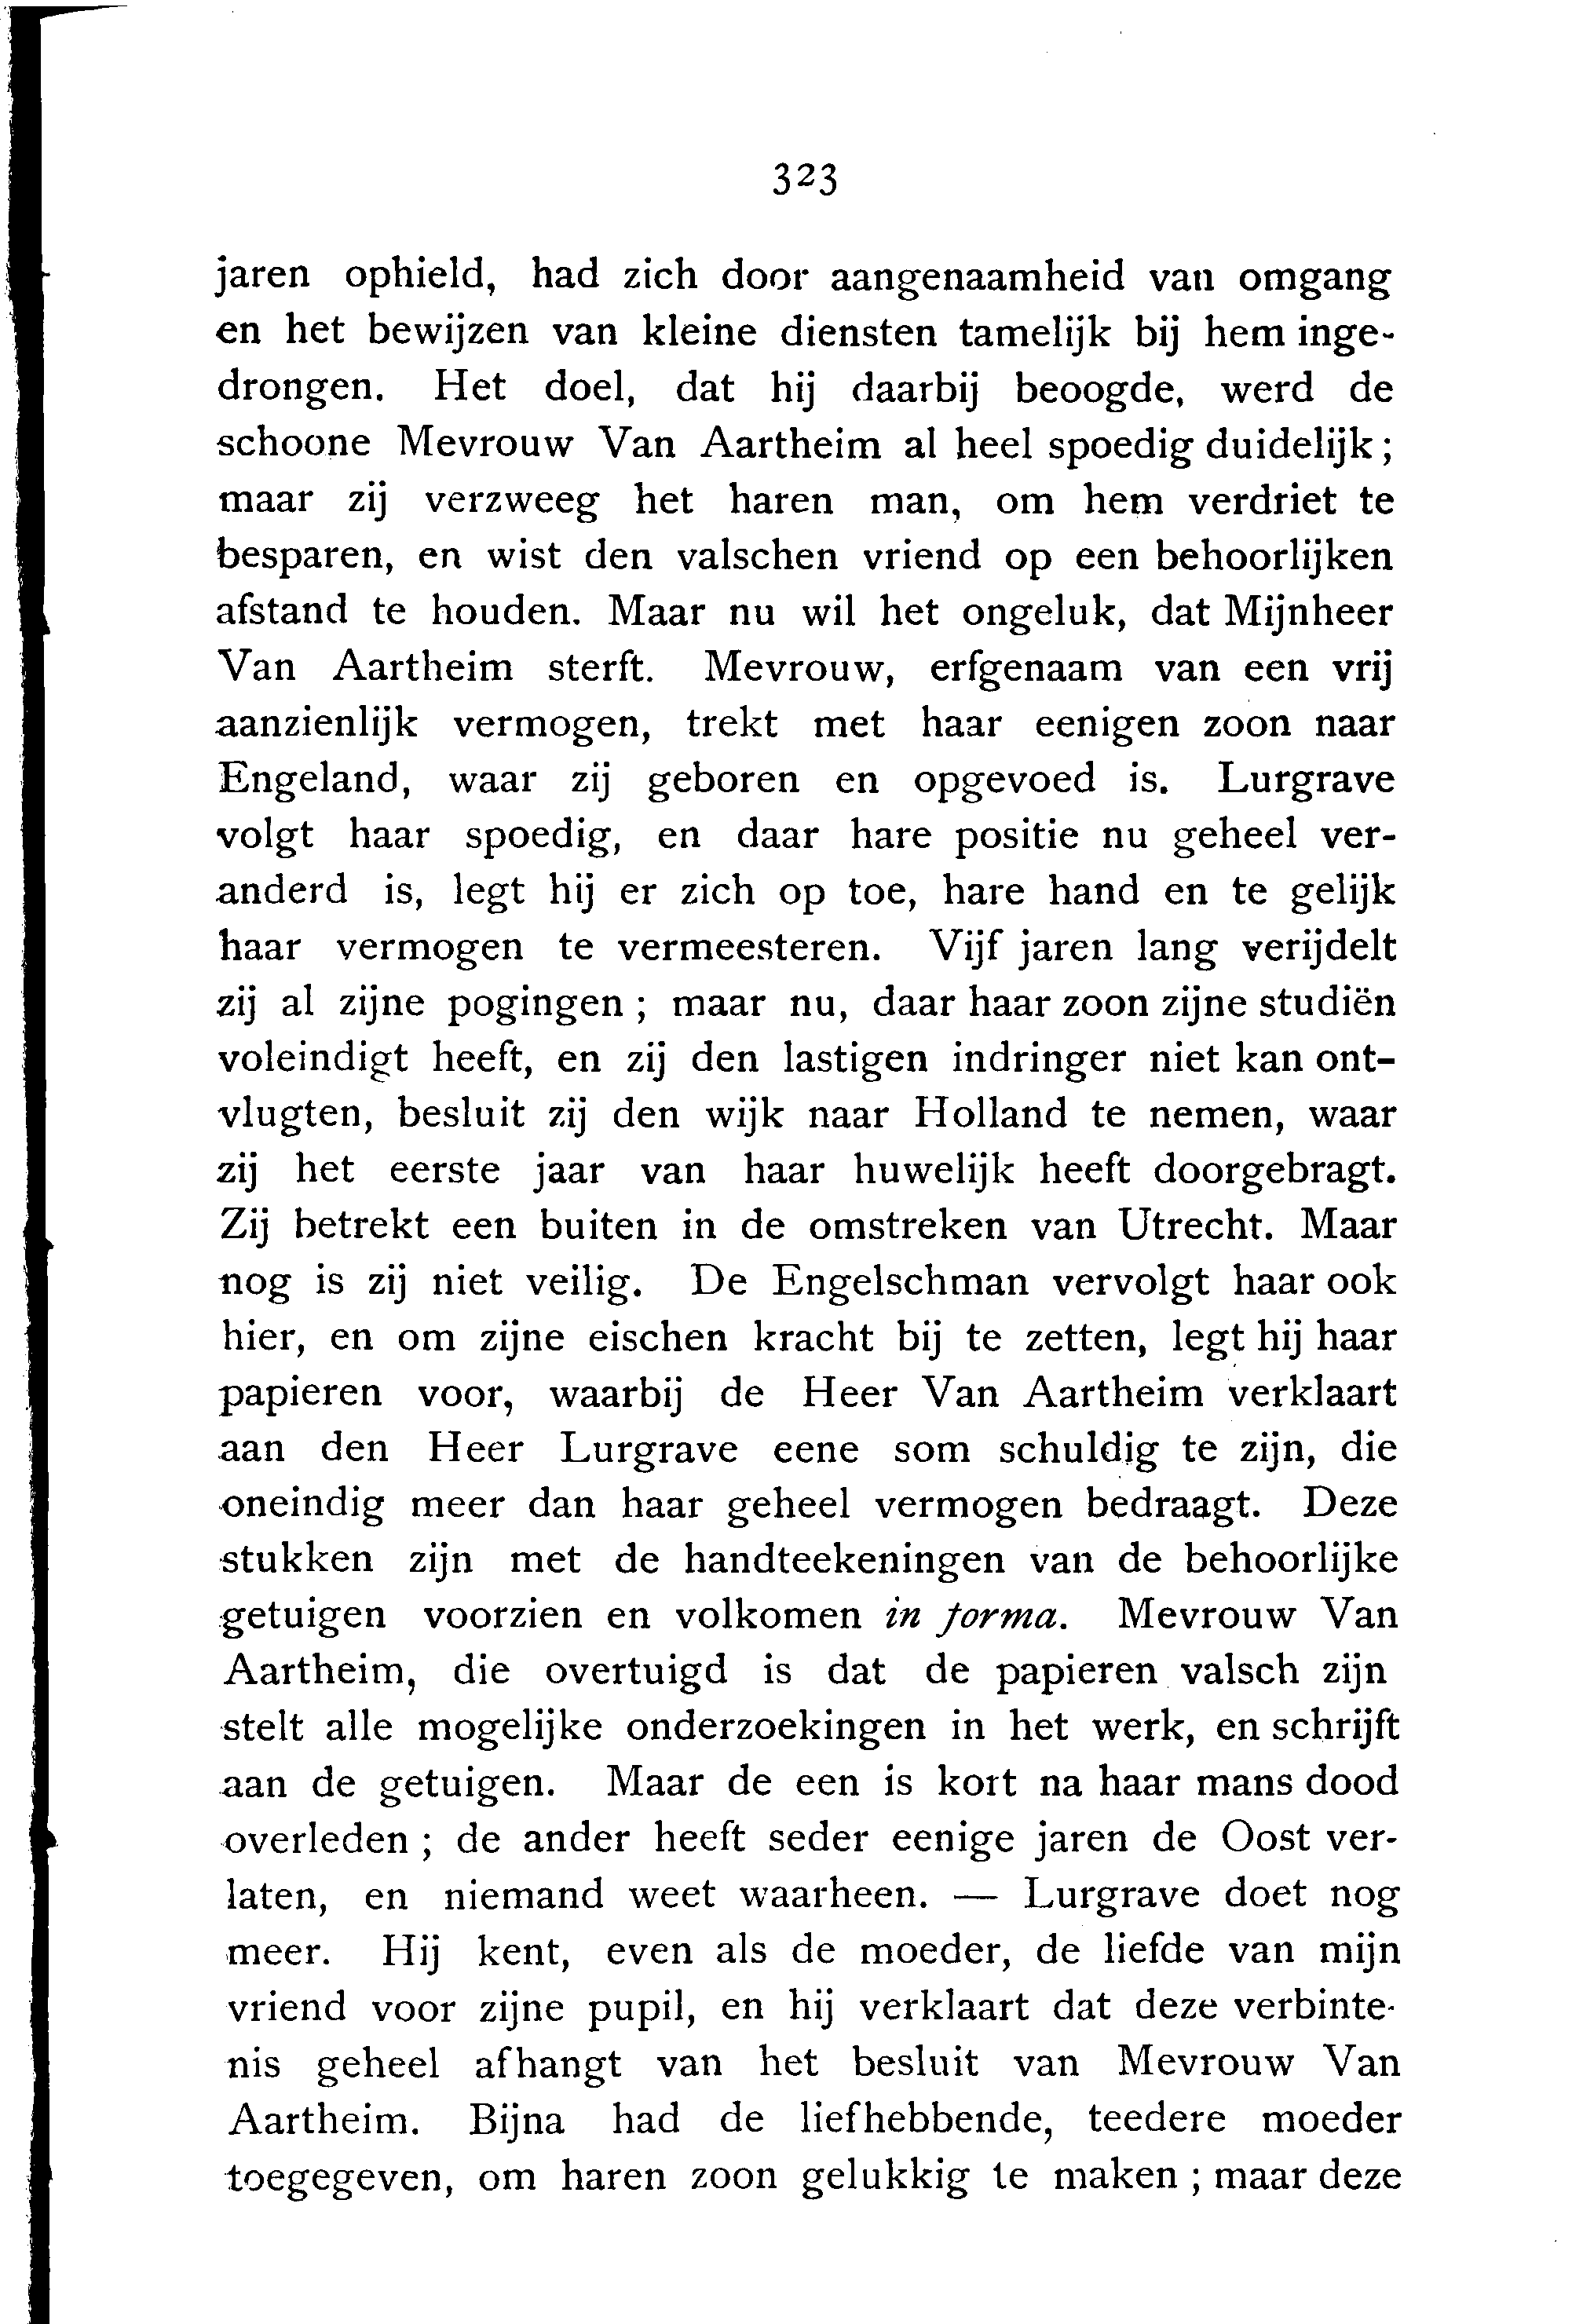 323
jaren ophield, had zich door aangenaamheid van omgang
en het bewijzen van kleine diensten tamelijk bij hem inge-
drongen. Het doel, dat hij daarbij beoogde, werd de
schoone Mevrouw Van Aartheim al heel spoedig duidelijk;
maar zij verzweeg het haren man, om hem verdriet te
besparen, en wist den valschen vriend op een behoorlijken
afstand te houden. Maar nu wil het ongeluk, dat Mijnheer
Van Aartheim sterft. Mevrouw, erfgenaam van een vrij
aanzienlijk vermogen, trekt met haar eenigen zoon naar
Engeland, waar zij geboren en opgevoed is. Lurgrave
volgt haar spoedig, en daar hare positie nu geheel ver-
anderd is, legt hij er zich op toe, hare hand en te gelijk
haar vermogen te vermeesteren. Vijf jaren lang verijdelt
zij al zijne pogingen; maar nu, daar haar zoon zijne studiën
voleindigt heeft, en zij den lastigen indringer niet kan ont-
vlugten, besluit zij den wijk naar Holland te nemen, waar
zij het eerste jaar van haar huwelijk heeft doorgebragt.
Zij betrekt een buiten in de omstreken van Utrecht. Maar
nog is zij niet veilig. De Engelschman vervolgt haar ook
hier, en om zijne eischen kracht bij te zetten, legt hij haar
papieren voor, waarbij de Heer Van Aartheim verklaart
aan den Heer Lurgrave eene som schuldig te zijn, die
oneindig meer dan haar geheel vermogen bedraagt. Deze
stukken zijn met de handteekeningen van de behoorlijke
getuigen voorzien en volkomen in forma. Mevrouw Van
Aartheim, die overtuigd is dat de papieren valsch zijn
stelt alle mogelijke onderzoekingen in het werk, en schrijft
aan de getuigen. Maar de een is kort na haar mans dood
overleden; de ander heeft seder eenige jaren de Oost ver-
laten, en niemand weet waarheen. — Lurgrave doet nog
meer. Hij kent, even als de moeder, de liefde van mijn
vriend voor zijne pupil, en hij verklaart dat deze verbinte-
nis geheel afhangt van het besluit van Mevrouw Van
Aartheim. Bijna had de liefhebbende, teedere moeder
toegegeven, om haren zoon gelukkig te maken; maar deze